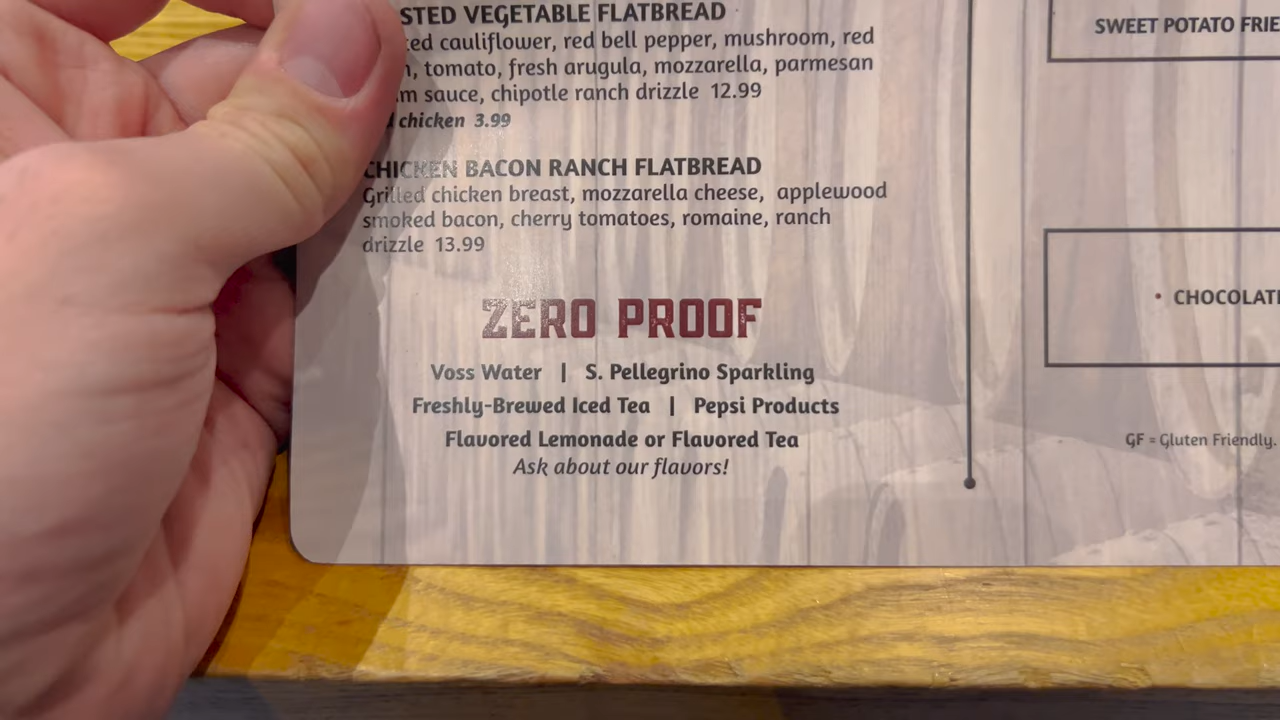 STED VEGETABLE FLATBREAD
ted cauliflower, red bell pepper, mushroom, red
n, tomato, fresh arugula, mozzarella, parmesan
m sauce, chipotle ranch drizzle 12.99
chicken 3.99
CHICKEN BACON RANCH FLATBREAD
Grilled chicken breast, mozzarella cheese, applewood
smoked bacon, cherry tomatoes, romaine, ranch
drizzle 13.99
ZERO PROOF
Voss Water | S. Pellegrino Sparkling
Freshly-Brewed Iced Tea | Pepsi Products
Flavored Lemonade or Flavored Tea
Ask about our flavors!
SWEET POTATO FRIE
• CHOCOLAT
GF = Gluten Friendly.